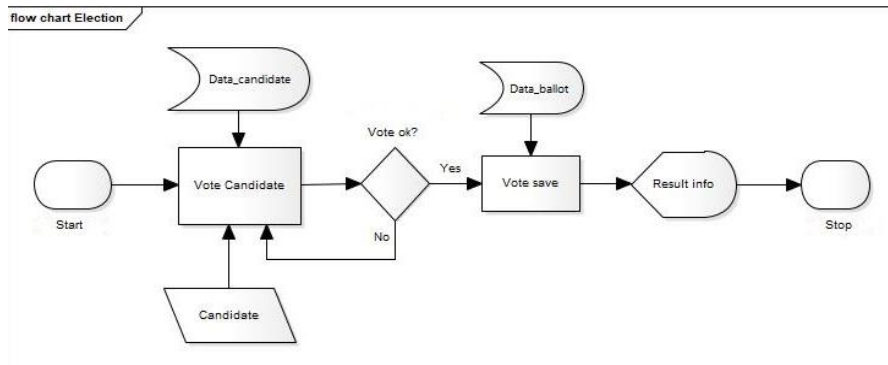 flow chart Election
Data_candidate
Data_ballot
Vote ok?
Vote Candidate
Yes
Vote save
Result info
Start
Stop
No
Candidate